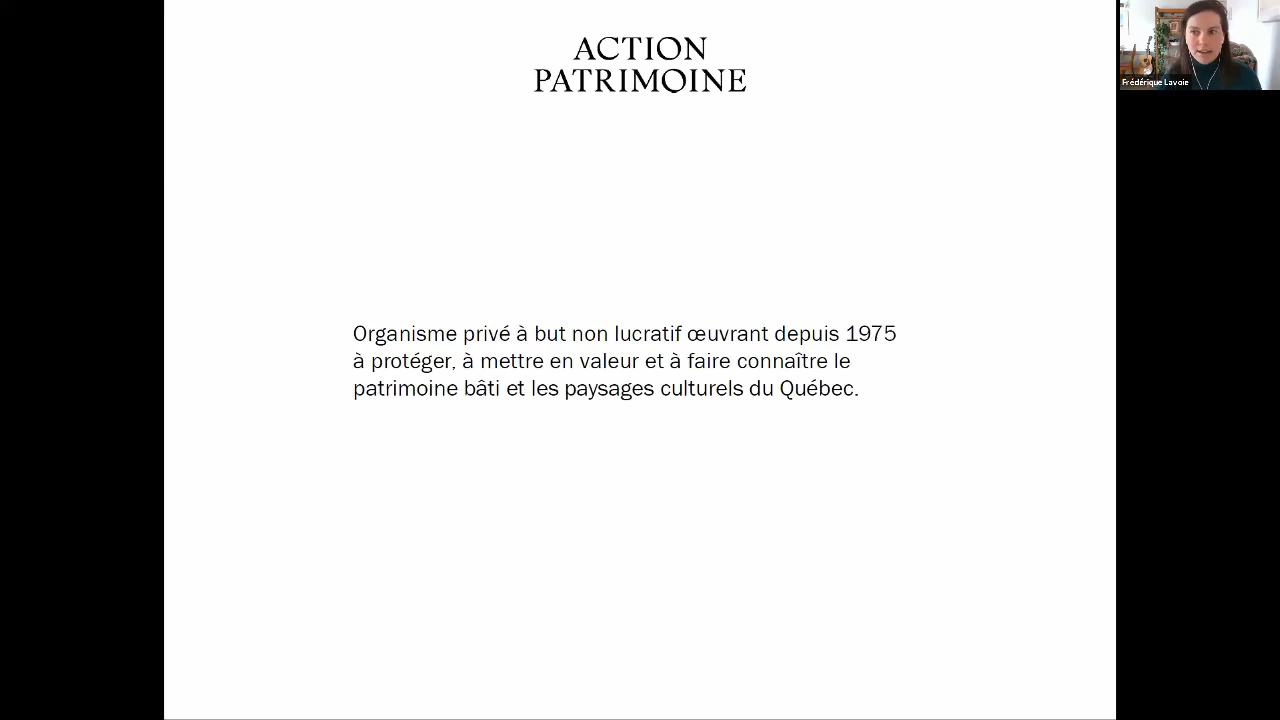 ACTION
PATRIMOINE
Frédérique Lavoie
Organisme privé à but non lucratif œuvrant depuis 1975
à protéger, à mettre en valeur et à faire connaître le
patrimoine bâti et les paysages culturels du Québec.